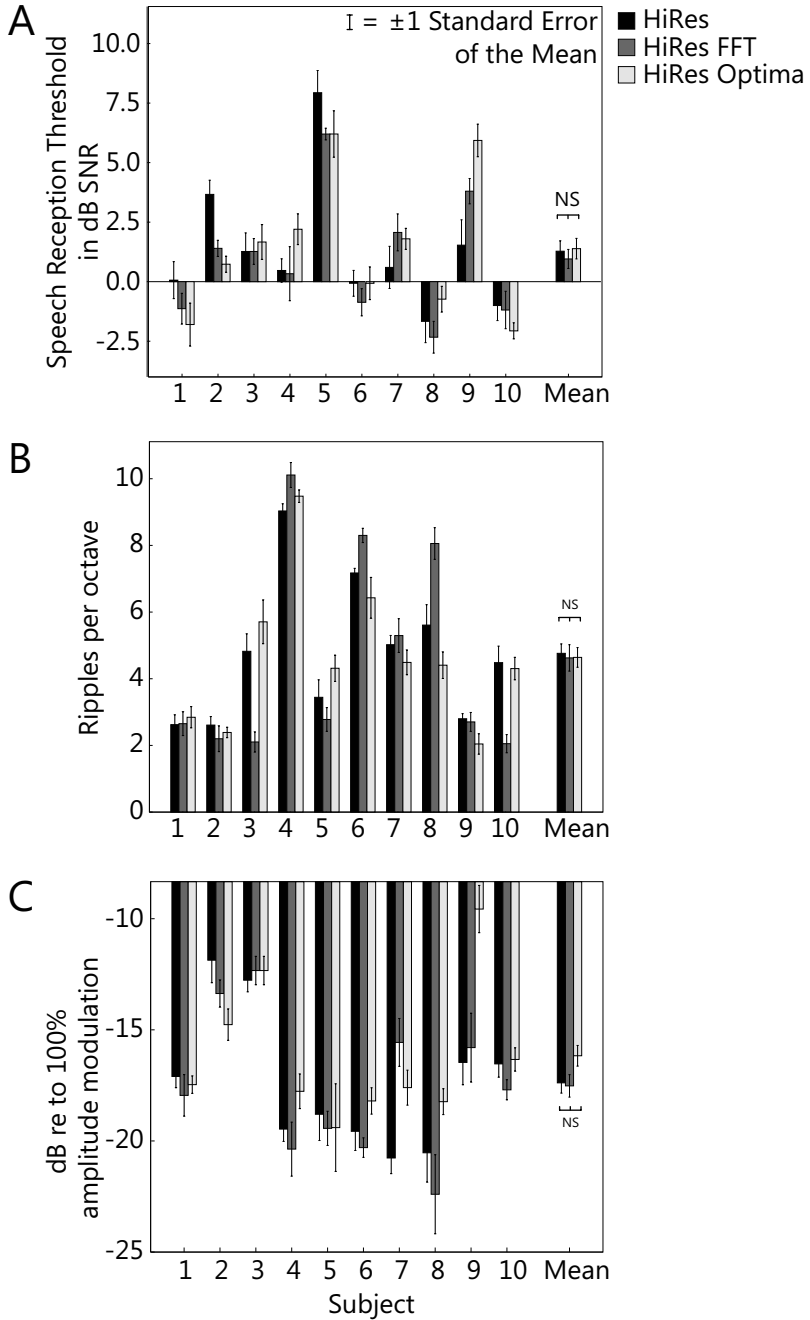 A
I = ±1 Standard Error
of the Mean
HiRes
HiRes FFT
HiRes Optima
Speech Reception Threshold
in dB SNR
10.0
7.5
5.0
2.5
0.0
-2.5
NS
1 2 3 4 5 6 7 8 9 10 Mean
B
Ripples per octave
10
8
6
4
2
0
NS
1 2 3 4 5 6 7 8 9 10 Mean
C
dB re to 100%
amplitude modulation
-10
-15
-20
-25
NS
1 2 3 4 5 6 7 8 9 10 Mean
Subject